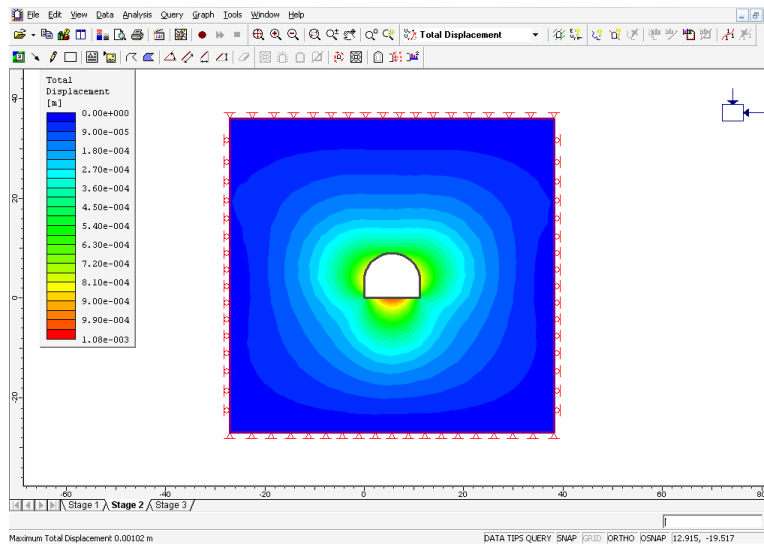 File Edit View Data Analysis Query Graph Tools Window Help
Total Displacement
Total
Displacement
[m]
0.00e+000
9.00e-005
1.80e-004
2.70e-004
3.60e-004
4.50e-004
5.40e-004
6.30e-004
7.20e-004
8.10e-004
9.00e-004
9.90e-004
1.08e-003
40
20
0
-20
-60 -40 -20 0 20 40 60 80
Stage 1 Stage 2 Stage 3
Maximum Total Displacement 0.00102 m DATA TIPS QUERY SNAP GRID ORTHO OSNAP 12.915, -19.517